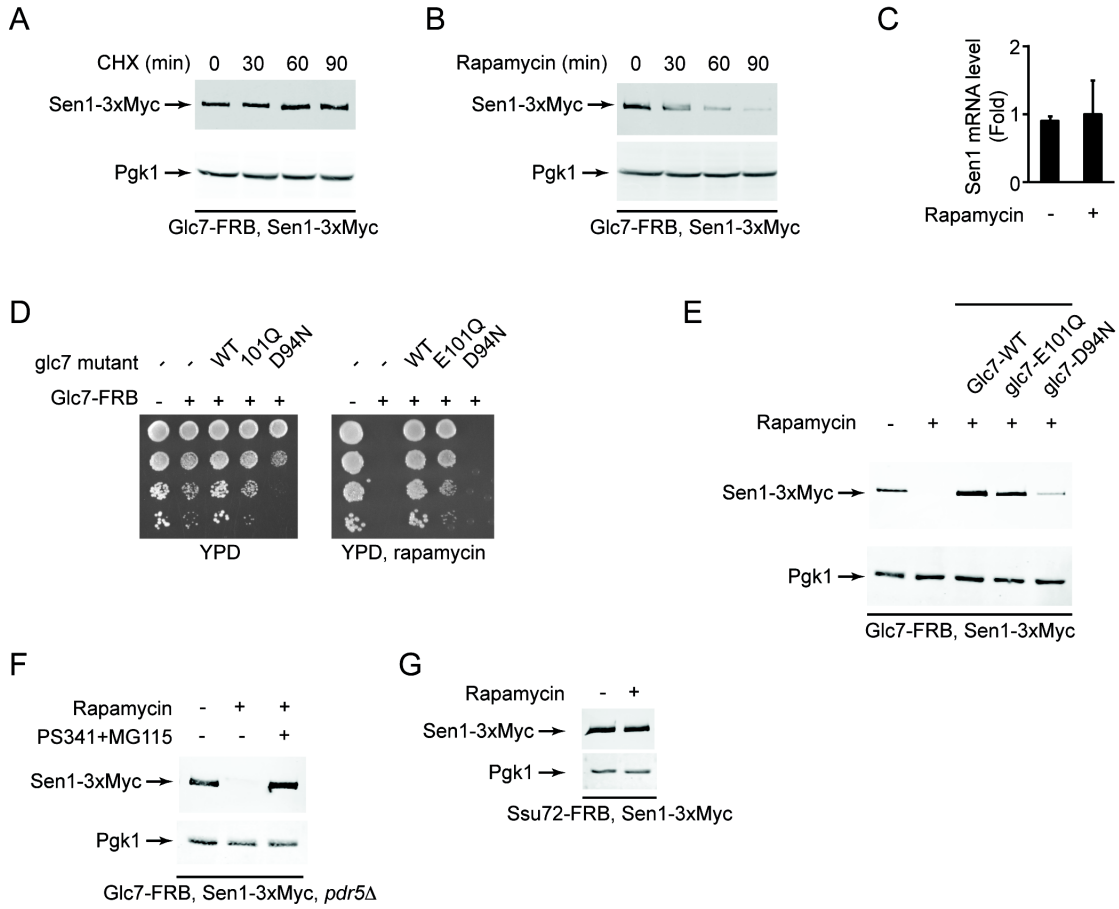 A
CHX (min) 0 30 60 90
Sen1-3xMyc
Pgk1
Glc7-FRB, Sen1-3xMyc
B
Rapamycin (min) 0 30 60 90
Sen1-3xMyc
Pgk1
Glc7-FRB, Sen1-3xMyc
C
Sen1 mRNA level
(Fold)
2
1
0
Rapamycin - +
D
WT 101Q D94N
glc7 mutant - -
Glc7-FRB - + + + +
YPD
WT E101Q D94N
- -
- + + + +
YPD, rapamycin
E
Glc7-WT
glc7-E101Q
glc7-D94N
Rapamycin - + + + +
Sen1-3xMyc
Pgk1
Glc7-FRB, Sen1-3xMyc
F
Rapamycin - + +
PS341+MG115 - - +
Sen1-3xMyc
Pgk1
Glc7-FRB, Sen1-3xMyc, pdr5Δ
G
Rapamycin - +
Sen1-3xMyc
Pgk1
Ssu72-FRB, Sen1-3xMyc